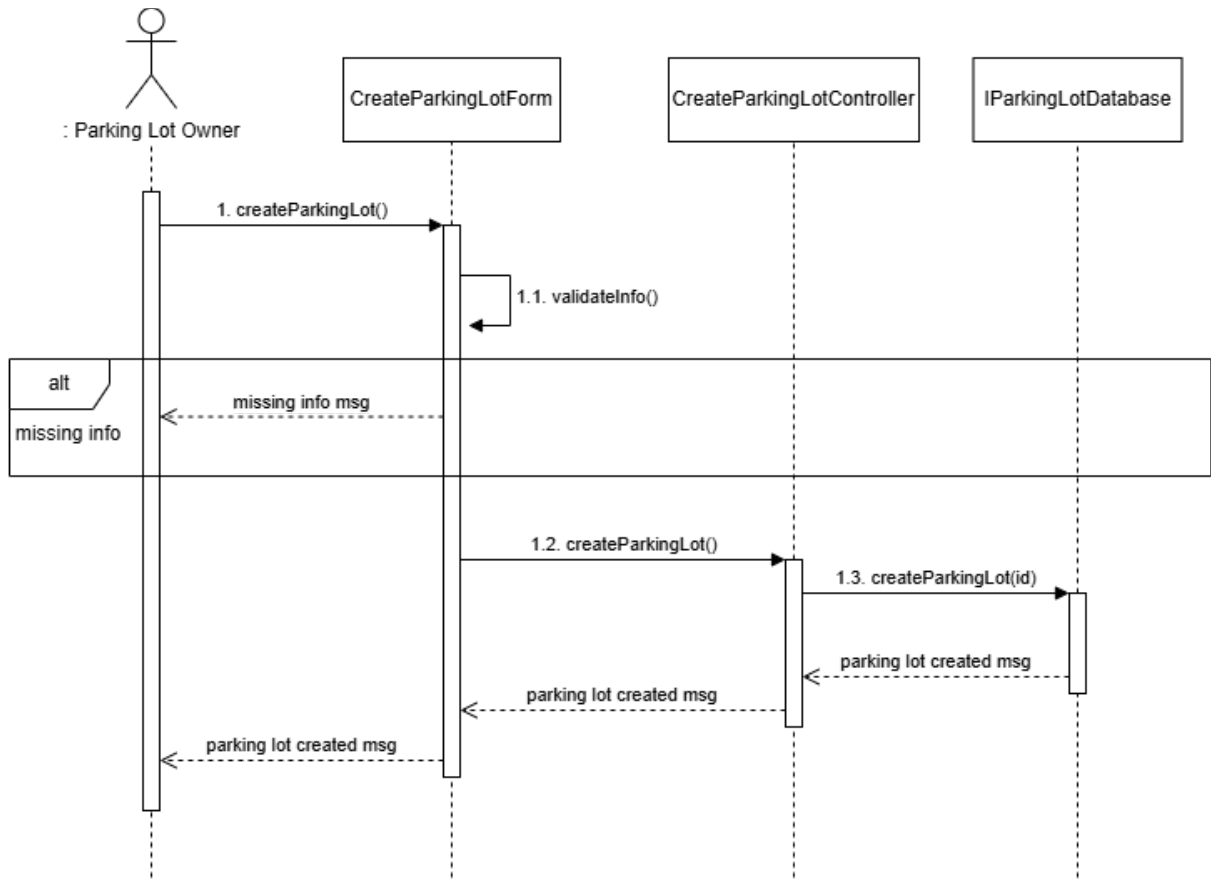 : Parking Lot Owner
CreateParkingLotForm
CreateParkingLotController
IParkingLotDatabase
1. createParkingLot()
1.1. validateInfo()
alt
missing info msg
missing info
1.2. createParkingLot()
1.3. createParkingLot(id)
parking lot created msg
parking lot created msg
parking lot created msg